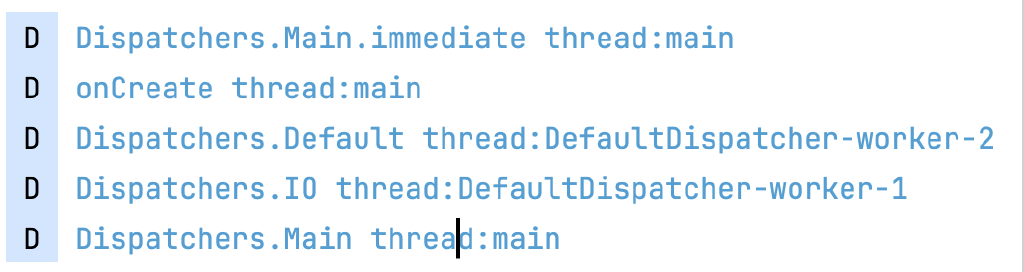 D Dispatchers.Main.immediate thread:main
D onCreate thread:main
D Dispatchers.Default thread:DefaultDispatcher-worker-2
D Dispatchers.IO thread:DefaultDispatcher-worker-1
D Dispatchers.Main thread:main